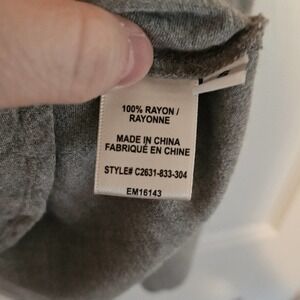 100% RAYON /
RAYONNE
MADE IN CHINA
FABRIQUÉ EN CHINE
STYLE# C2631-833-304
EM16143